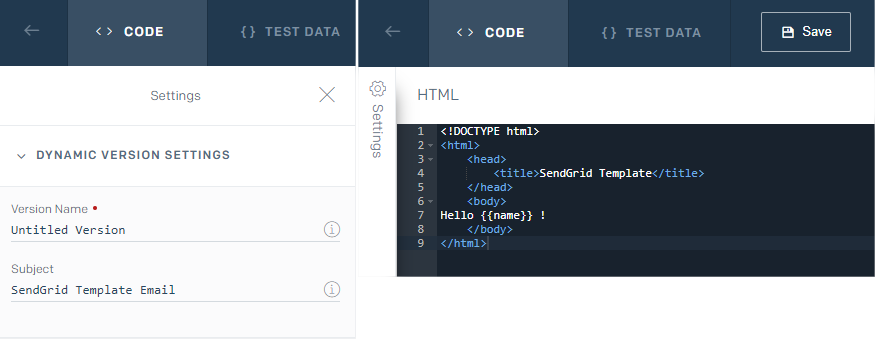 ← <> CODE {} TEST DATA
Settings
DYNAMIC VERSION SETTINGS
Version Name •
Untitled Version
Subject
SendGrid Template Email
← <> CODE {} TEST DATA Save
Settings
HTML
1 <!DOCTYPE html>
2 <html>
3 <head>
4 <title>SendGrid Template</title>
5 </head>
6 <body>
7 Hello {{name}} !
8 </body>
9 </html>